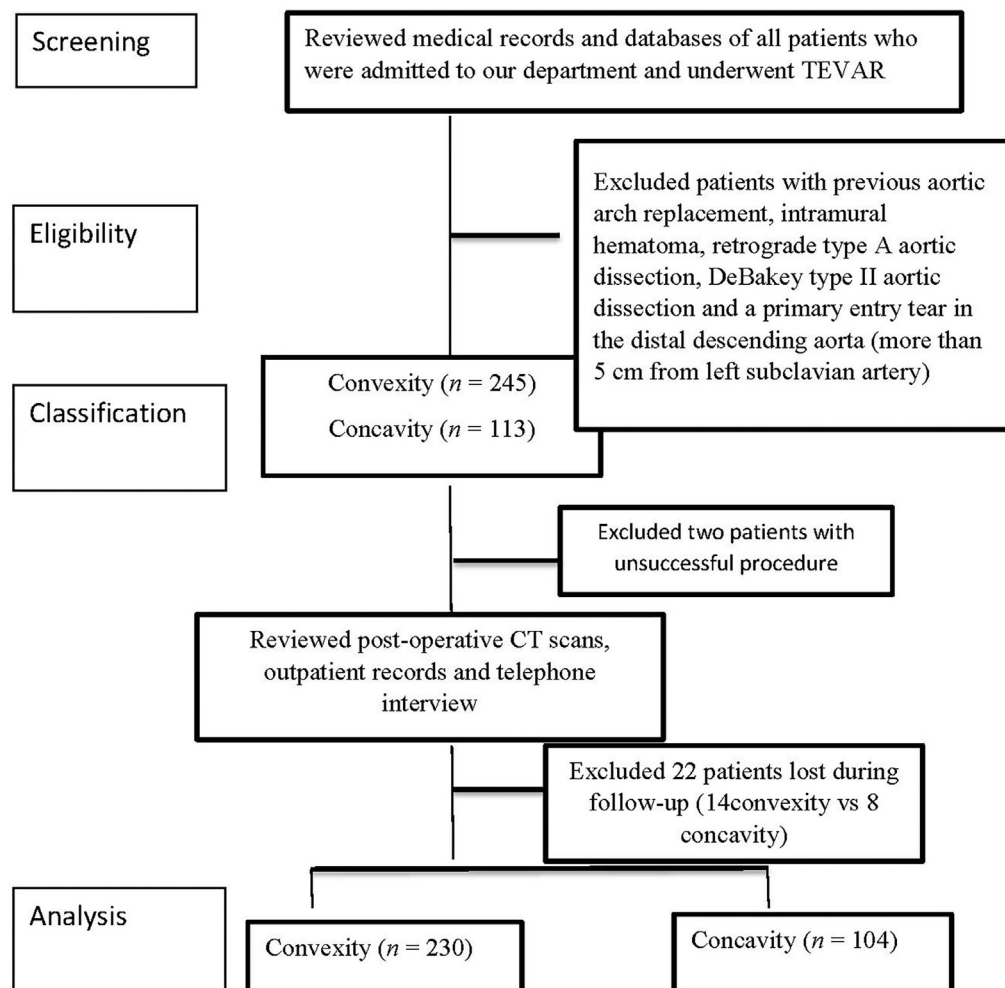 Screening
Reviewed medical records and databases of all patients who
were admitted to our department and underwent TEVAR
Eligibility
Excluded patients with previous aortic
arch replacement, intramural
hematoma, retrograde type A aortic
dissection, DeBakey type II aortic
dissection and a primary entry tear in
the distal descending aorta (more than
5 cm from left subclavian artery)
Classification
Convexity (n = 245)
Concavity (n = 113)
Excluded two patients with
unsuccessful procedure
Reviewed post-operative CT scans,
outpatient records and telephone
interview
Excluded 22 patients lost during
follow-up (14convexity vs 8
concavity)
Analysis
Convexity (n = 230)
Concavity (n = 104)